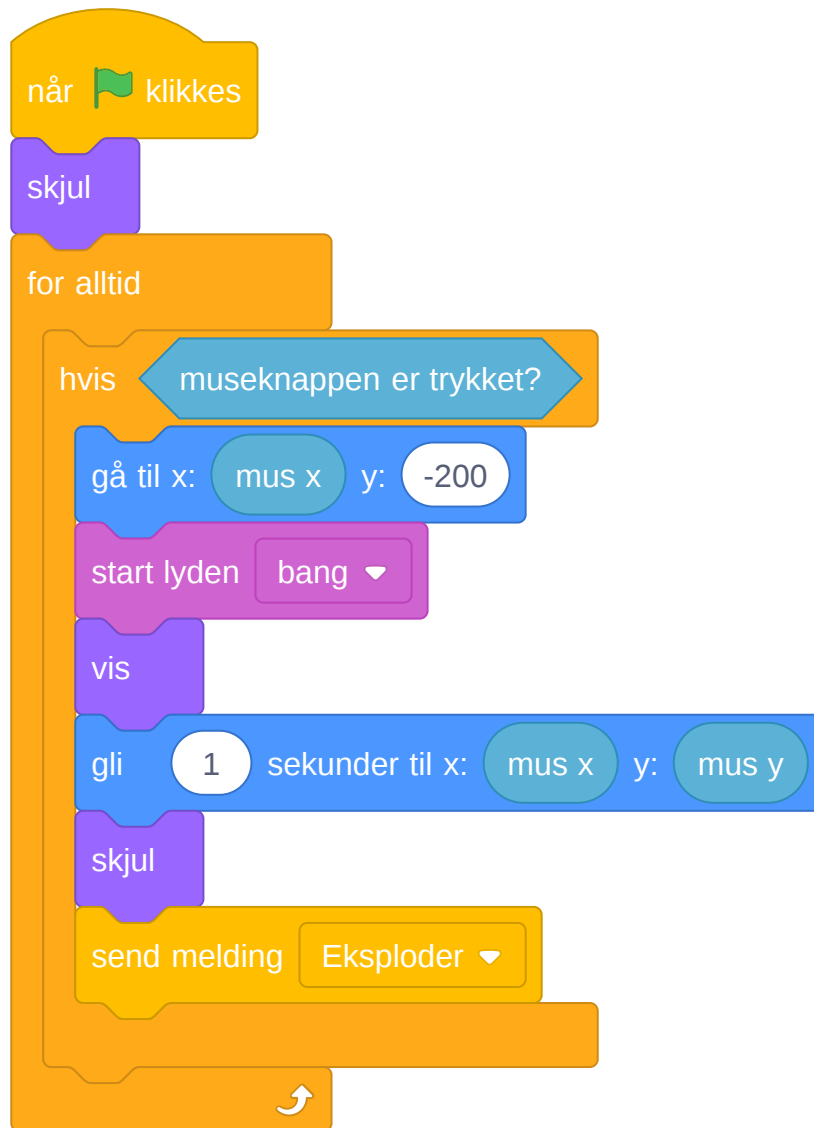 når klikkes
skjul
for alltid
hvis museknappen er trykket?
gå til x: mus x y: -200
start lyden bang
vis
gli 1 sekunder til x: mus x y: mus y
skjul
send melding Eksploder